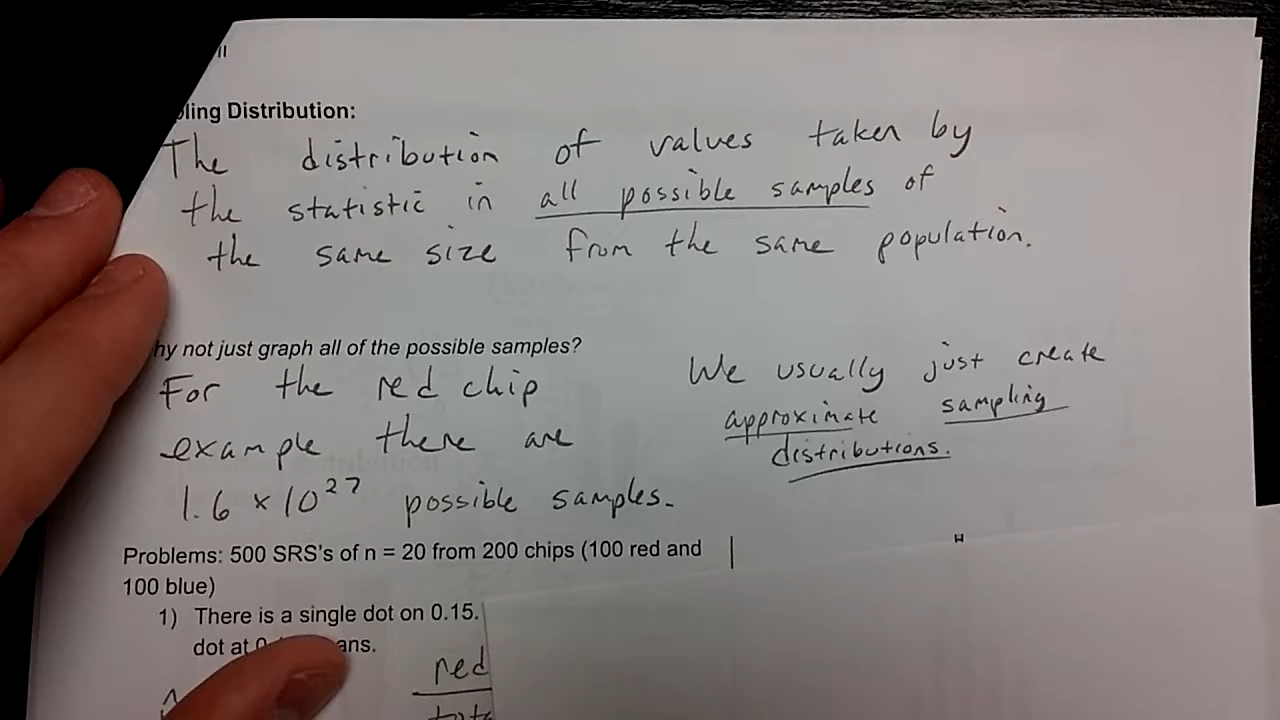 Distribution:
The distribution of values taken by
the statistic in all possible samples of
the same size from the same population.
not just graph all of the possible samples?
For the red chip
example there are
1.6 × 10²⁷ possible samples.
We usually just create
approximate sampling
distributions.
Problems: 500 SRS's of n = 20 from 200 chips (100 red and
100 blue)
1) There is a single dot on 0.15.
dot at
red